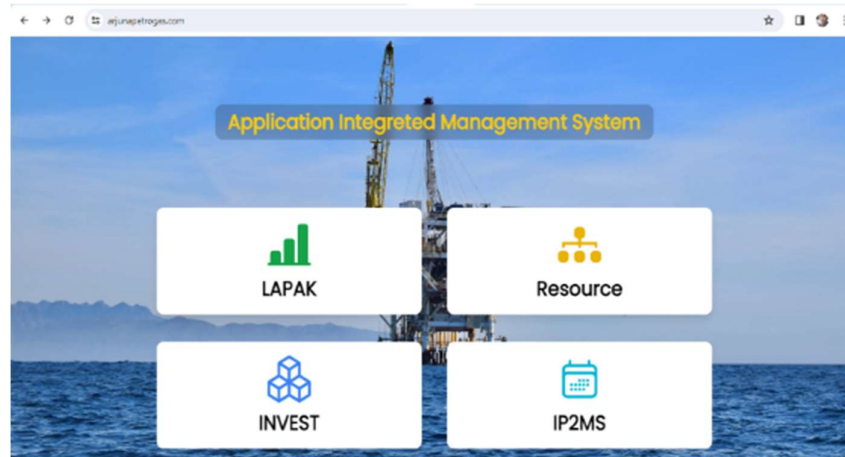 arjunapetrogas.com
Application Integreted Management System
LAPAK
Resource
INVEST
IP2MS